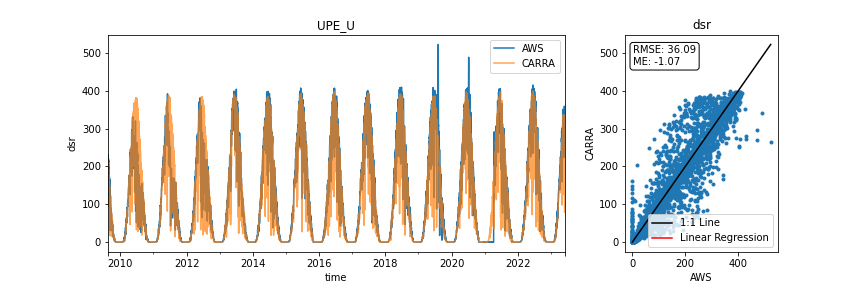 UPE_U
dsr
500
400
300
200
100
0
2010
2012
2014
2016
2018
2020
2022
time
AWS
CARRA
dsr
RMSE: 36.09
ME: -1.07
CARRA
500
400
300
200
100
0
0
200
400
AWS
1:1 Line
Linear Regression